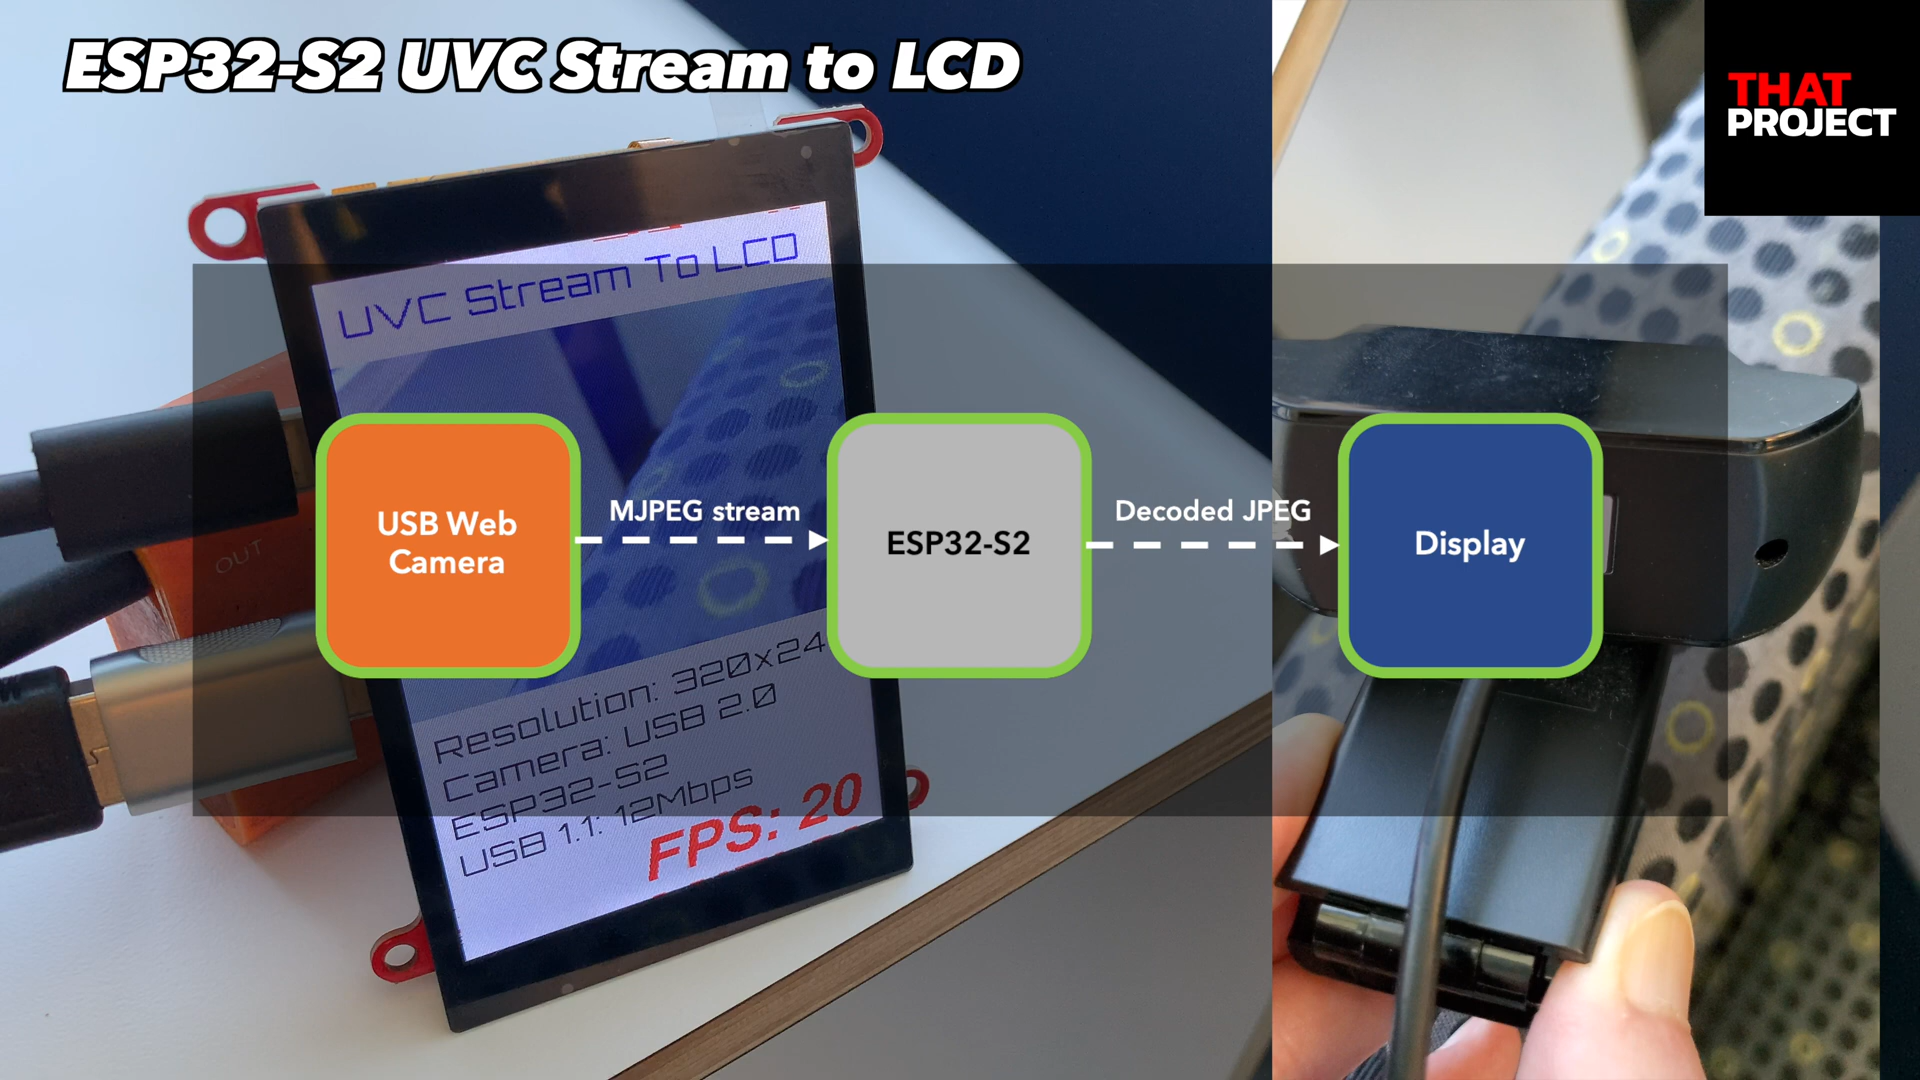 ESP32-S2 UVC Stream to LCD
THAT
PROJECT
UVC Stream To LCD
USB Web
Camera
MJPEG stream
ESP32-S2
Decoded JPEG
Display
OUT
Resolution: 320x24
Camera: USB 2.0
ESP32-S2
USB 1.1: 12Mbps
FPS: 20